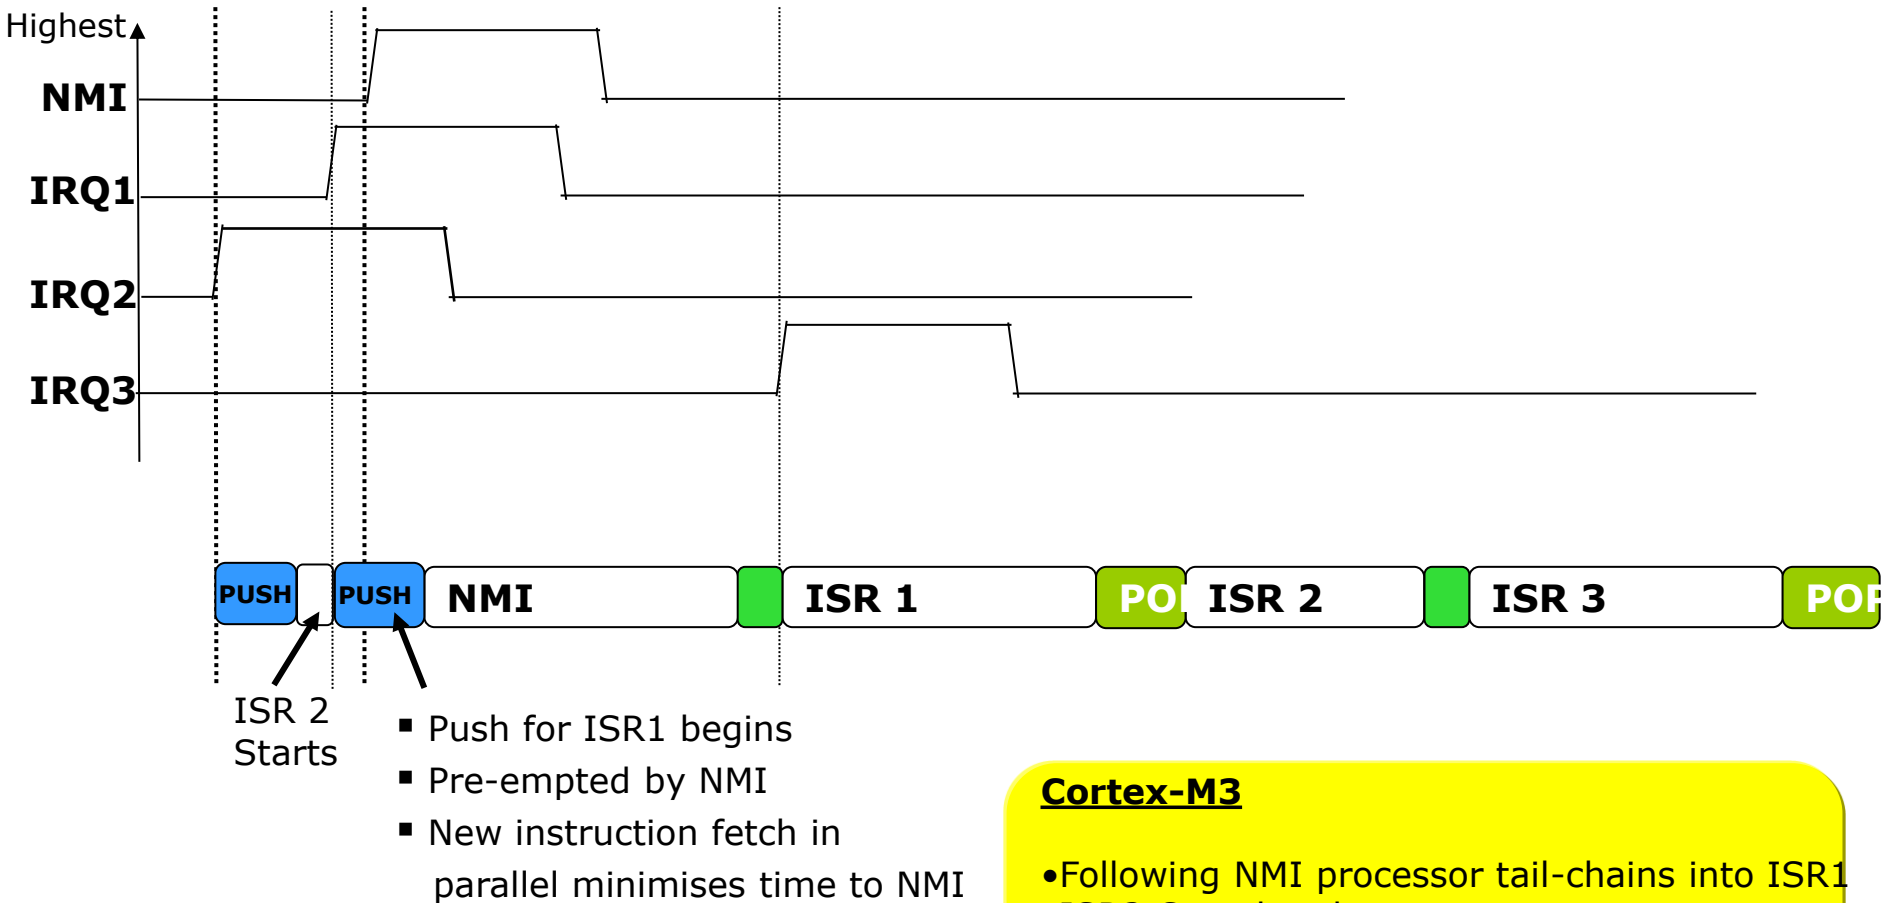 Highest
NMI
IRQ1
IRQ2
IRQ3
PUSH PUSH NMI ISR 1 PO ISR 2 ISR 3 POP
ISR 2
Starts
▪ Push for ISR1 begins
▪ Pre-empted by NMI
▪ New instruction fetch in
parallel minimises time to NMI
Cortex-M3
•Following NMI processor tail-chains into ISR1